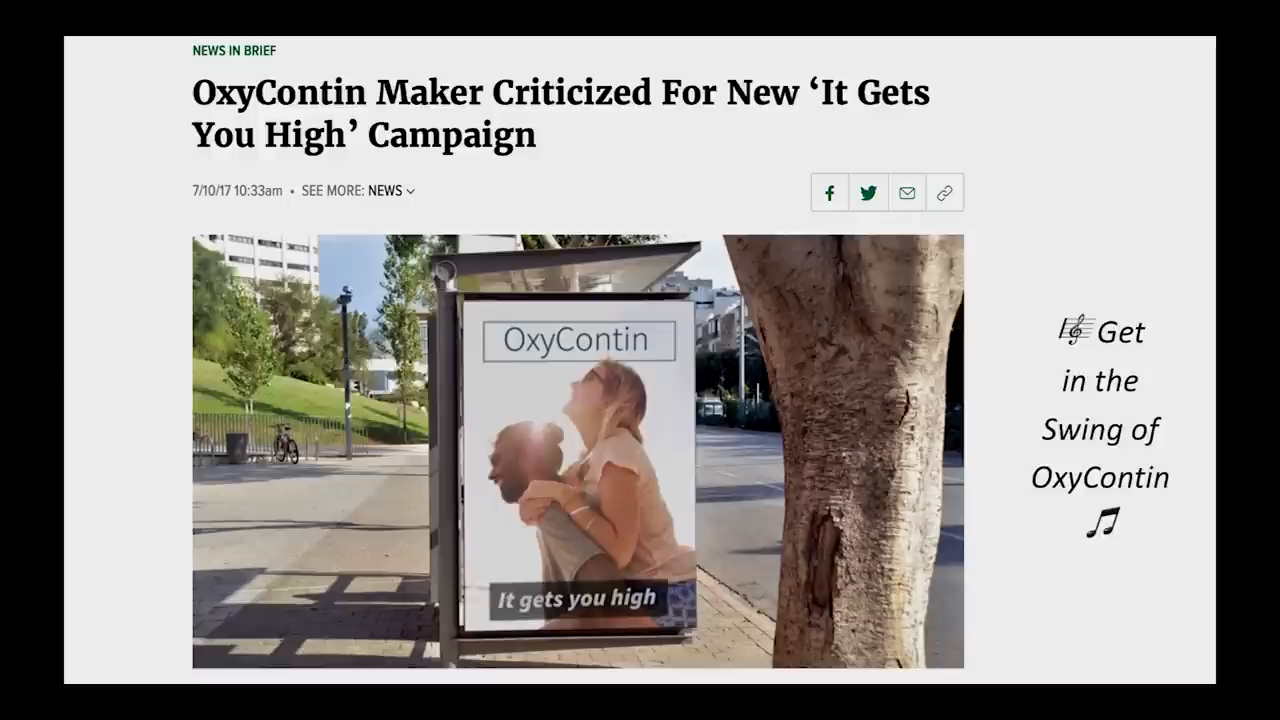 NEWS IN BRIEF
OxyContin Maker Criticized For New ‘It Gets
You High’ Campaign
7/10/17 10:33am • SEE MORE: NEWS
OxyContin
It gets you high
Get
in the
Swing of
OxyContin